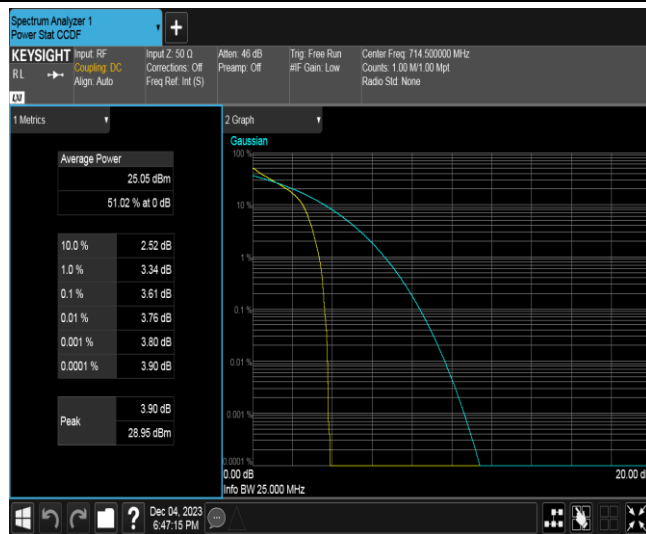 Spectrum Analyzer 1
Power Stat CCDF
+
KEYSIGHT
RL
LXI
Input: RF
Coupling: DC
Align: Auto
Input Z: 50 Ω
Corrections: Off
Freq Ref: Int (S)
Atten: 46 dB
Preamp: Off
Trig: Free Run
#IF Gain: Low
Center Freq: 714.500000 MHz
Counts: 1.00 M/1.00 Mpt
Radio Std: None
1 Metrics
Average Power
25.05 dBm
51.02 % at 0 dB
10.0 % 2.52 dB
1.0 % 3.34 dB
0.1 % 3.61 dB
0.01 % 3.76 dB
0.001 % 3.80 dB
0.0001 % 3.90 dB
Peak
3.90 dB
28.95 dBm
2 Graph
Gaussian
100 %
10 %
1 %
0.1 %
0.01 %
0.001 %
0.0001 %
0.00 dB
20.00 d
Info BW 25.000 MHz
?
Dec 04, 2023
6:47:15 PM